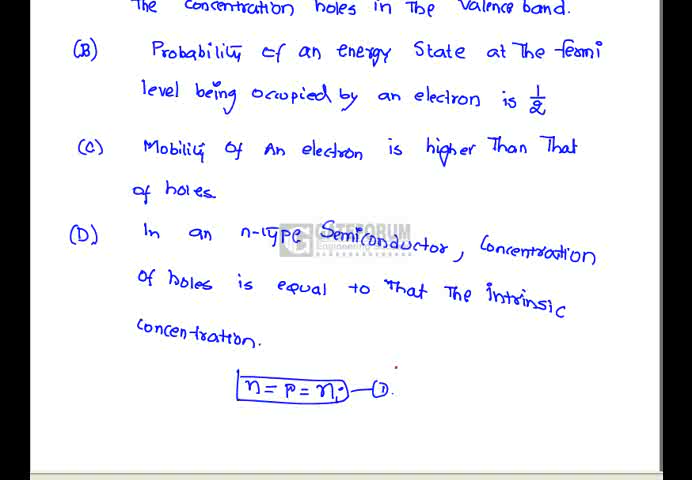 The concentration holes in The Valence band.
(B) Probability of an energy State at The fermi
level being occupied by an electron is 1/2
(C) Mobility of An electron is higher Than That
of holes.
(D) In an n-type Semiconductor, Concentration
GATEFORUM
Engineering
of holes is equal to That The intrinsic
concentration.
n = p = ni —①.